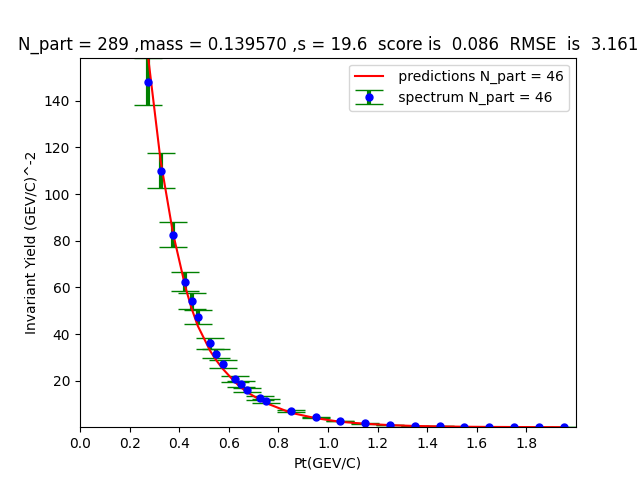 N_part = 289 ,mass = 0.139570 ,s = 19.6  score is  0.086  RMSE  is  3.161
predictions N_part = 46
spectrum N_part = 46
Invariant Yield (GEV/C)^-2
140
120
100
80
60
40
20
0.0 0.2 0.4 0.6 0.8 1.0 1.2 1.4 1.6 1.8
Pt(GEV/C)